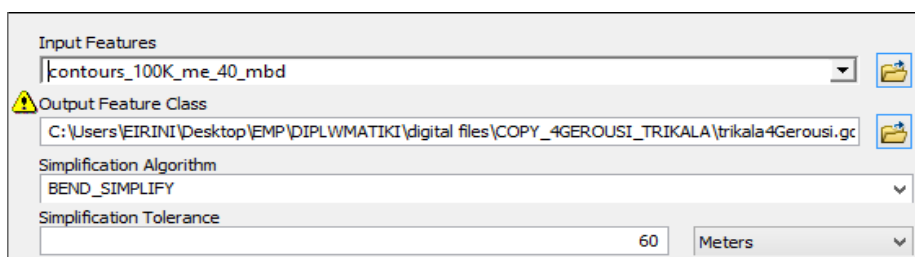 Input Features
contours_100K_me_40_mbd
Output Feature Class
C:\Users\EIRINI\Desktop\EMP\DIPLWMATIKI\digital files\COPY_4GEROUSI_TRIKALA\trikala4Gerousi.gc
Simplification Algorithm
BEND_SIMPLIFY
Simplification Tolerance
60 Meters